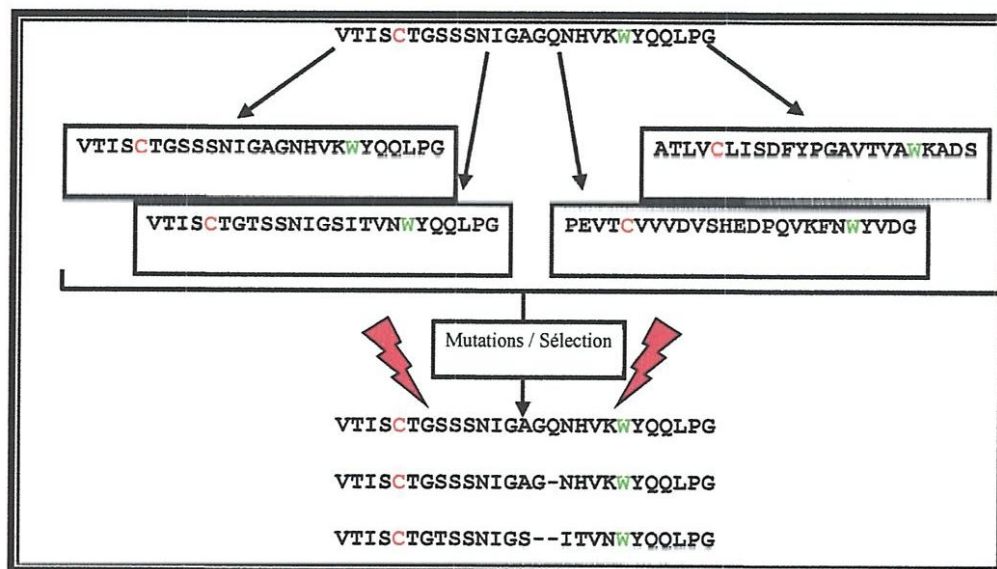 VTISCTGSSSNIGAGQNHVKWYQQLPG
VTISCTGSSSNIGAGNHVKWYQQLPG
ATLVCLISDFYPGAVTVAWKADS
VTISCTGTSSNIGSITVNWYQQLPG
PEVTCVVVDVSHEDPQVKFNWYVDG
Mutations / Sélection
VTISCTGSSSNIGAGQNHVKWYQQLPG
VTISCTGSSSNIGAG-NHVKWYQQLPG
VTISCTGTSSNIGS--ITVNWYQQLPG